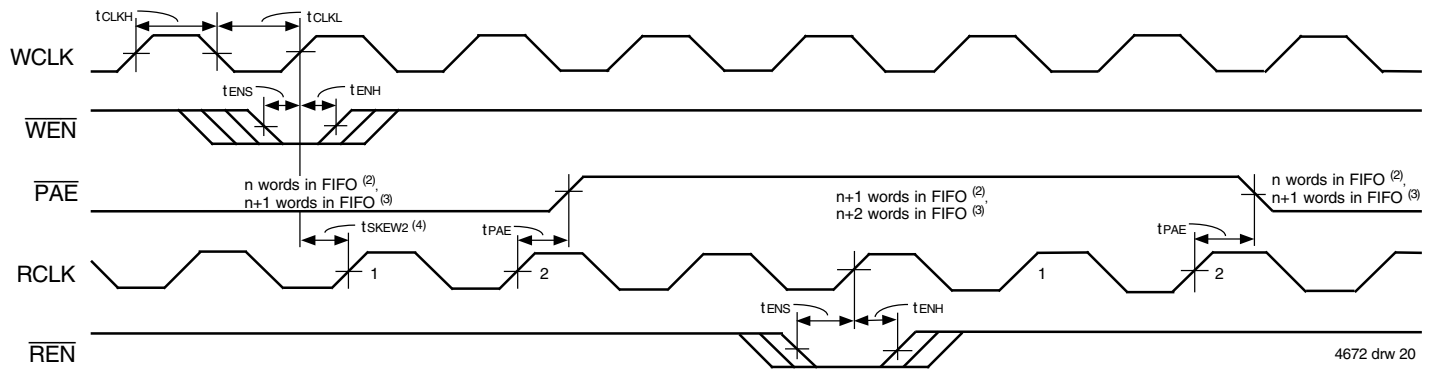 tCLKH tCLKL
WCLK
tENS tENH
WEN
n words in FIFO (2),
n+1 words in FIFO (3)
PAE
n+1 words in FIFO (2),
n+2 words in FIFO (3)
n words in FIFO (2),
n+1 words in FIFO (3)
tSKEW2 (4) tPAE tPAE
RCLK 1 2 1 2
tENS tENH
REN
4672 drw 20